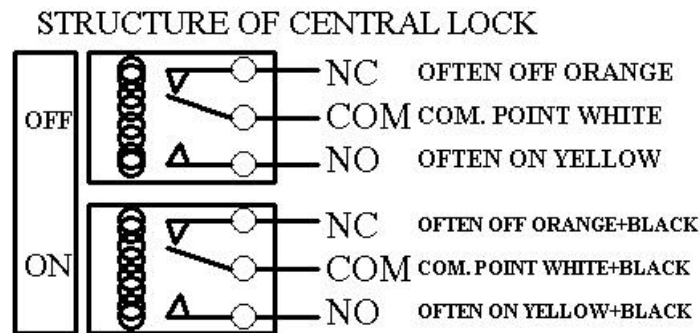 STRUCTURE OF CENTRAL LOCK
OFF
NC OFTEN OFF ORANGE
COM COM. POINT WHITE
NO OFTEN ON YELLOW
ON
NC OFTEN OFF ORANGE+BLACK
COM COM. POINT WHITE+BLACK
NO OFTEN ON YELLOW+BLACK